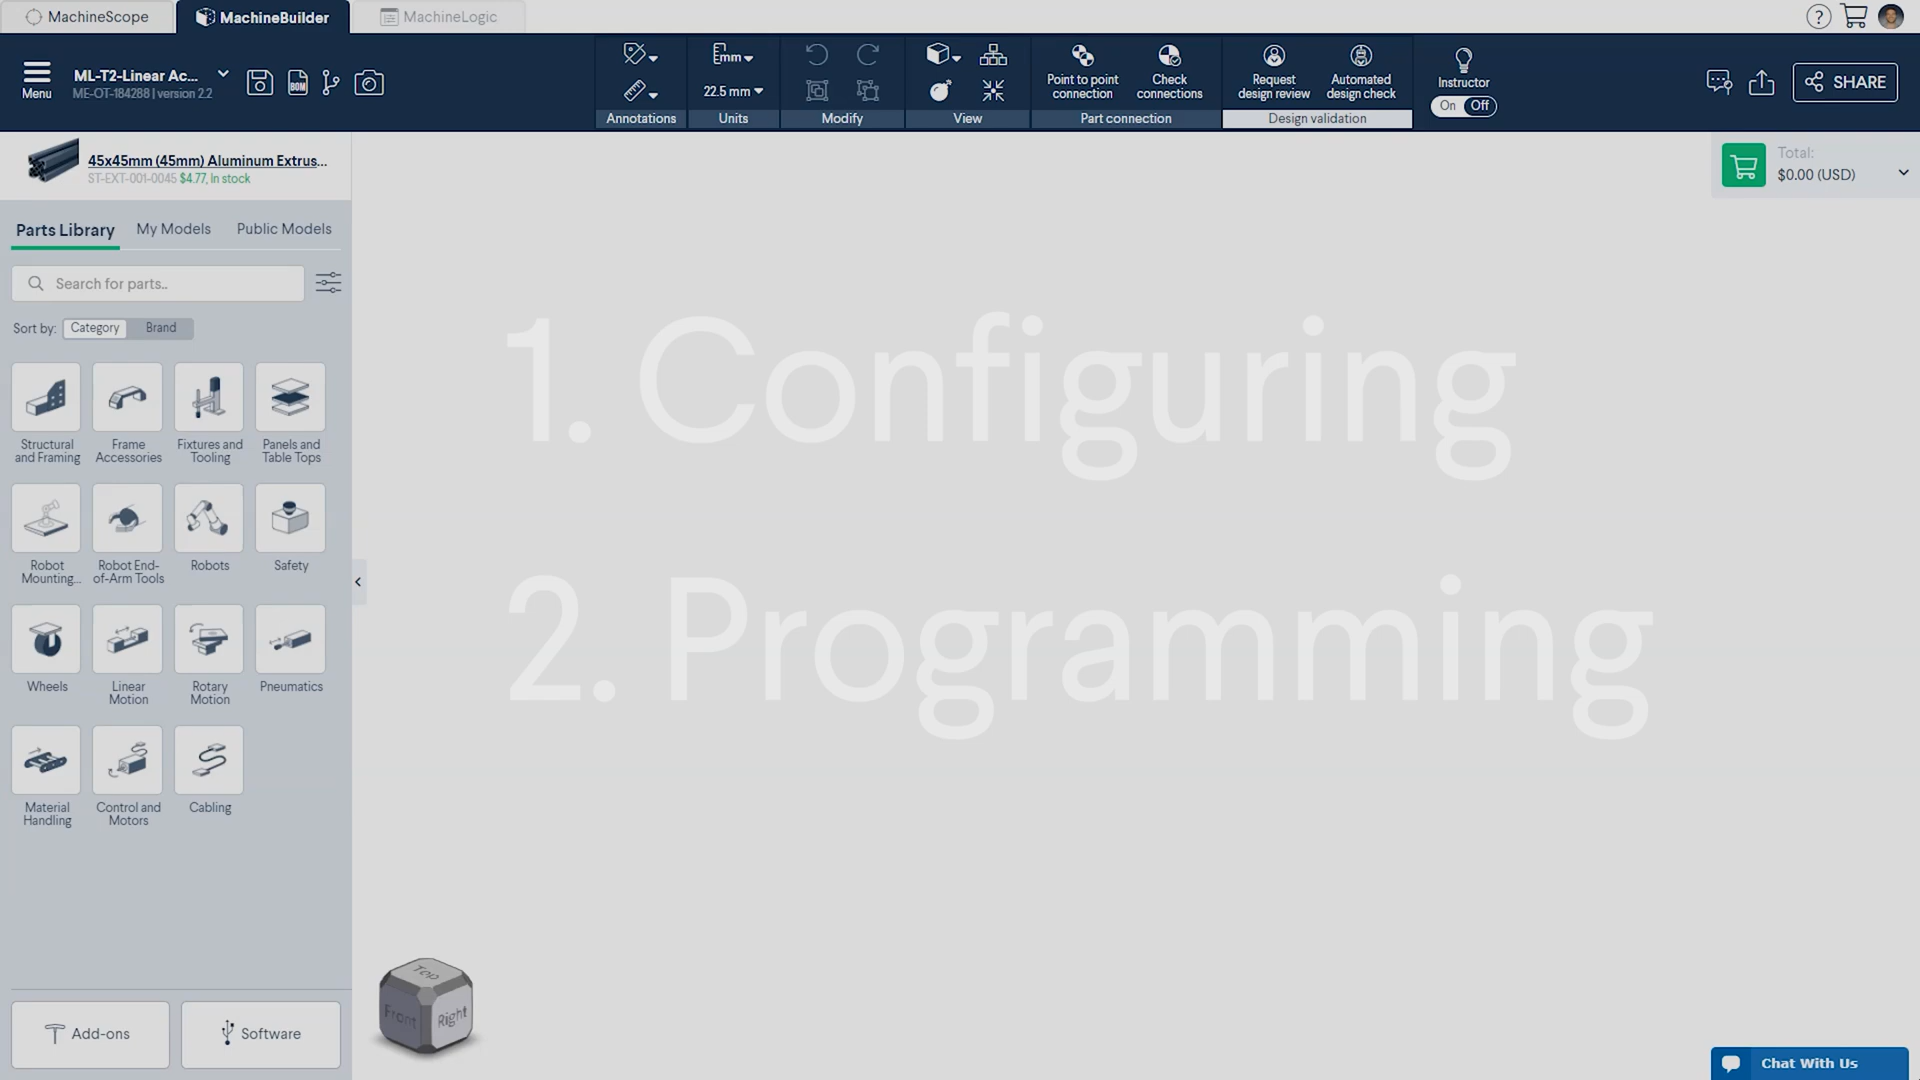 MachineScope
MachineBuilder
MachineLogic
?
Menu
ML-T2-Linear Ac...
ME-OT-184288 | version 2.2
BOM
mm
22.5 mm
Annotations
Units
Modify
View
Point to point
connection
Check
connections
Part connection
Request
design review
Automated
design check
Design validation
Instructor
On Off
SHARE
45x45mm (45mm) Aluminum Extrus...
ST-EXT-001-0045 $4.77, In stock
Total:
$0.00 (USD)
Parts Library
My Models
Public Models
Search for parts..
Sort by: Category Brand
Structural
and Framing
Frame
Accessories
Fixtures and
Tooling
Panels and
Table Tops
Robot
Mounting...
Robot End-
of-Arm Tools
Robots
Safety
Wheels
Linear
Motion
Rotary
Motion
Pneumatics
Material
Handling
Control and
Motors
Cabling
1. Configuring
2. Programming
Top
Front
Right
Add-ons
Software
Chat With Us